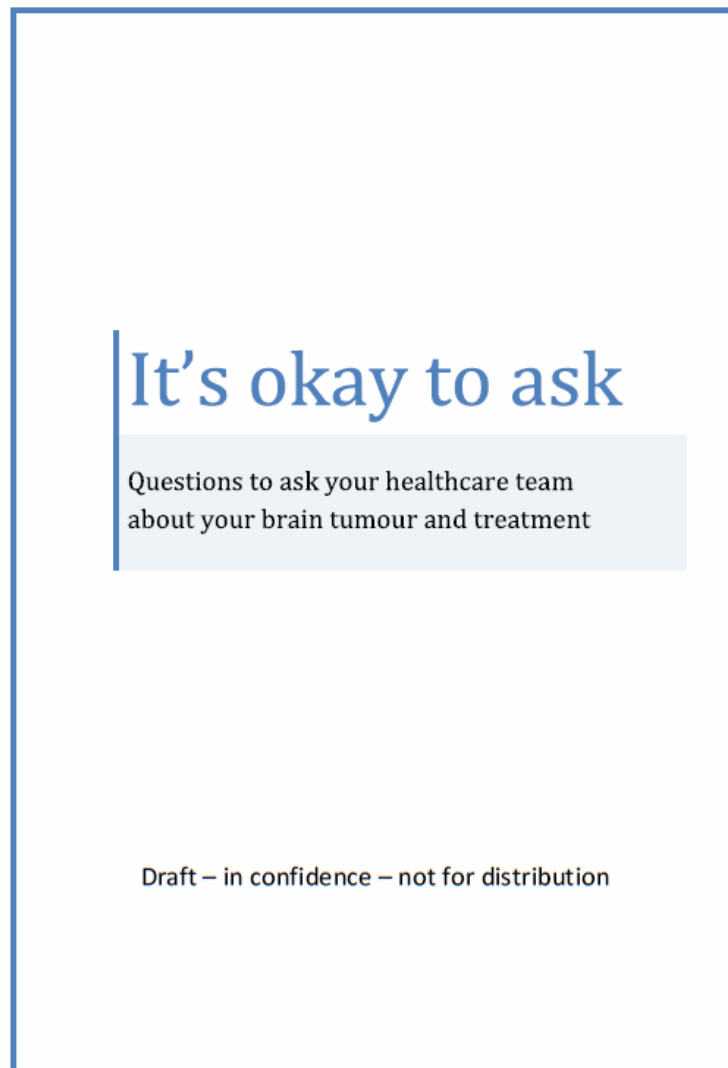 It’s okay to ask
Questions to ask your healthcare team
about your brain tumour and treatment
Draft – in confidence – not for distribution